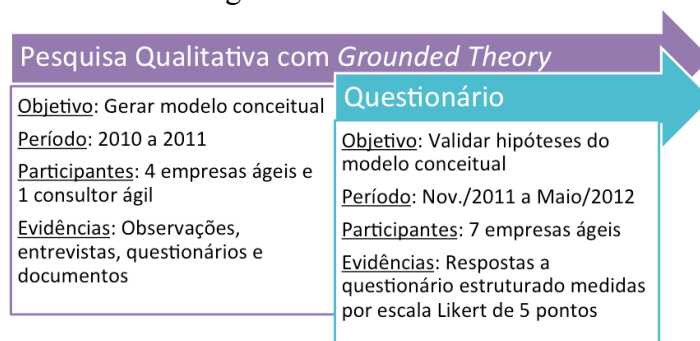 Pesquisa Qualitativa com Grounded Theory
Objetivo: Gerar modelo conceitual
Período: 2010 a 2011
Participantes: 4 empresas ágeis e
1 consultor ágil
Evidências: Observações,
entrevistas, questionários e
documentos
Questionário
Objetivo: Validar hipóteses do
modelo conceitual
Período: Nov./2011 a Maio/2012
Participantes: 7 empresas ágeis
Evidências: Respostas a
questionário estruturado medidas
por escala Likert de 5 pontos